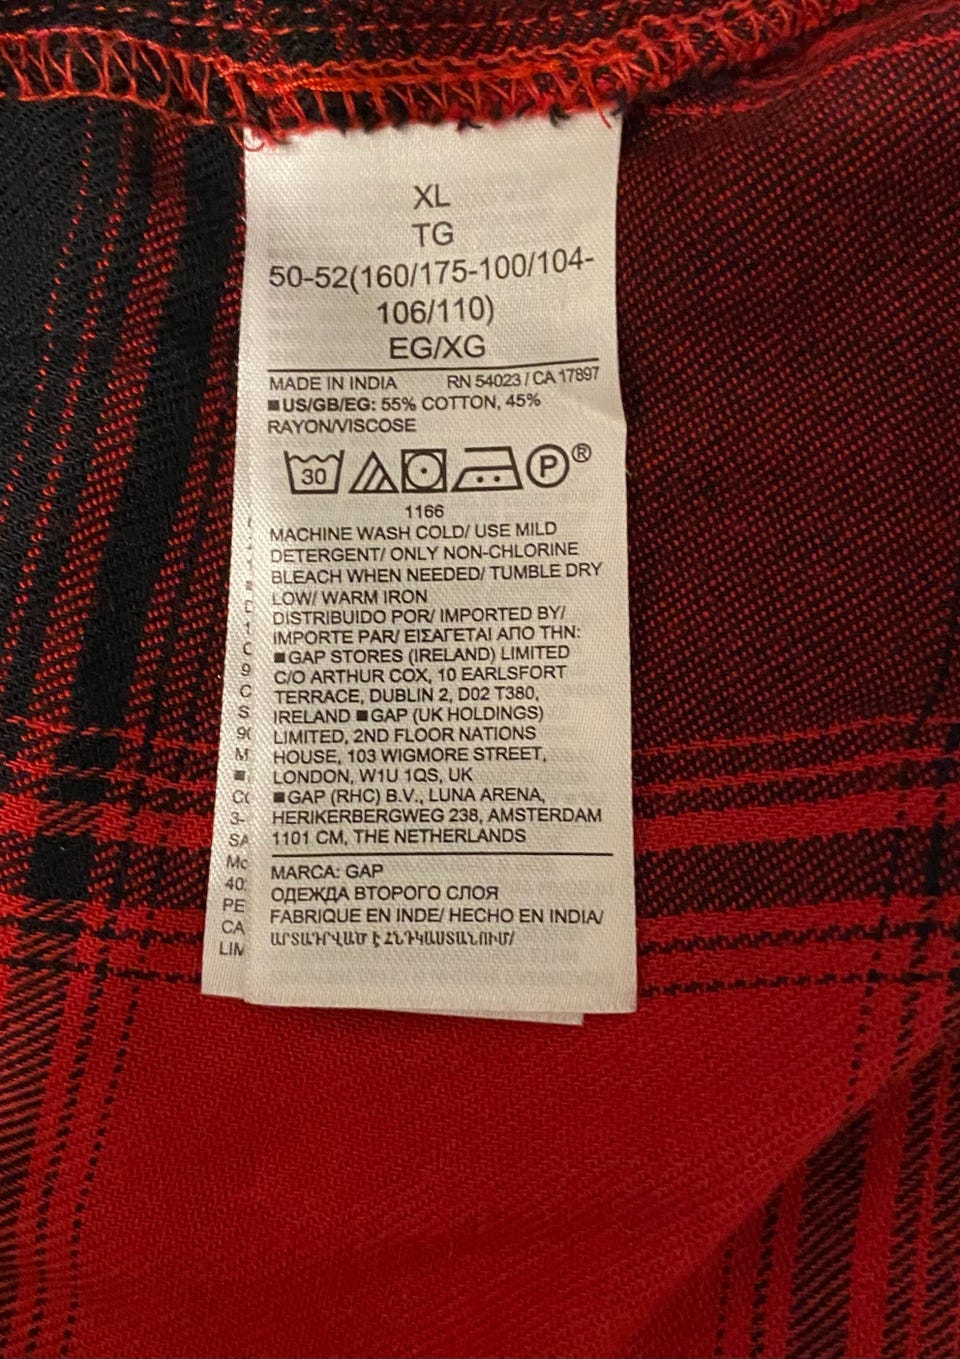 XL
TG
50-52(160/175-100/104-
106/110)
EG/XG
MADE IN INDIA RN 54023 / CA 17897
■US/GB/EG: 55% COTTON, 45%
RAYON/VISCOSE
30 P®
1166
MACHINE WASH COLD/ USE MILD
DETERGENT/ ONLY NON-CHLORINE
BLEACH WHEN NEEDED/ TUMBLE DRY
LOW/ WARM IRON
DISTRIBUIDO POR/ IMPORTED BY/
IMPORTE PAR/ ΕΙΣΑΓΕΤΑΙ ΑΠΟ ΤΗΝ:
■GAP STORES (IRELAND) LIMITED
C/O ARTHUR COX, 10 EARLSFORT
TERRACE, DUBLIN 2, D02 T380,
IRELAND ■GAP (UK HOLDINGS)
LIMITED, 2ND FLOOR NATIONS
HOUSE, 103 WIGMORE STREET,
LONDON, W1U 1QS, UK
■GAP (RHC) B.V., LUNA ARENA,
HERIKERBERGWEG 238, AMSTERDAM
1101 CM, THE NETHERLANDS
MARCA: GAP
ОДЕЖДА ВТОРОГО СЛОЯ
FABRIQUE EN INDE/ HECHO EN INDIA/
ԱՐՏԱԴՐՎԱԾ Է ՀՆԴԿԱՍՏԱՆՈՒՄ/